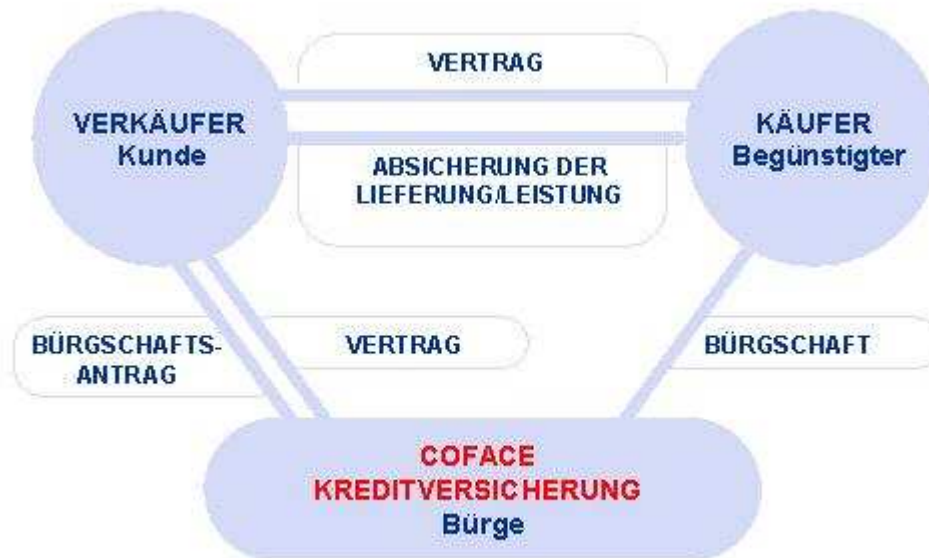 VERTRAG
VERKÄUFER
Kunde
KÄUFER
Begünstigter
ABSICHERUNG DER
LIEFERUNG/LEISTUNG
BÜRGSCHAFTS-
ANTRAG
VERTRAG
BÜRGSCHAFT
COFACE
KREDITVERSICHERUNG
Bürge